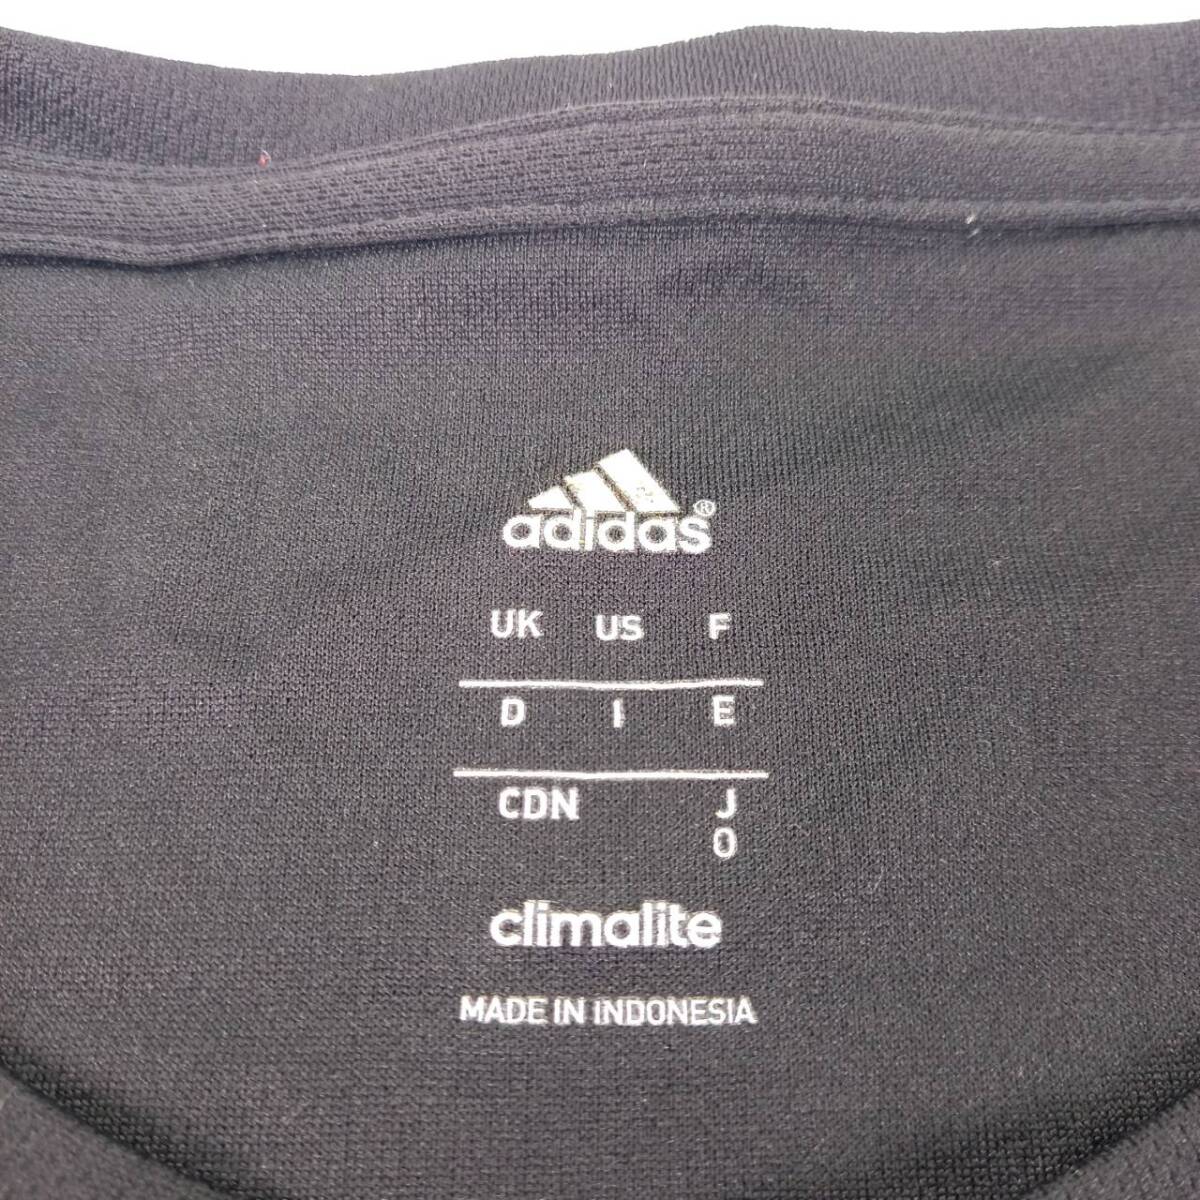 adidas®
UK US F
D I E
CDN J
O
climalite
MADE IN INDONESIA